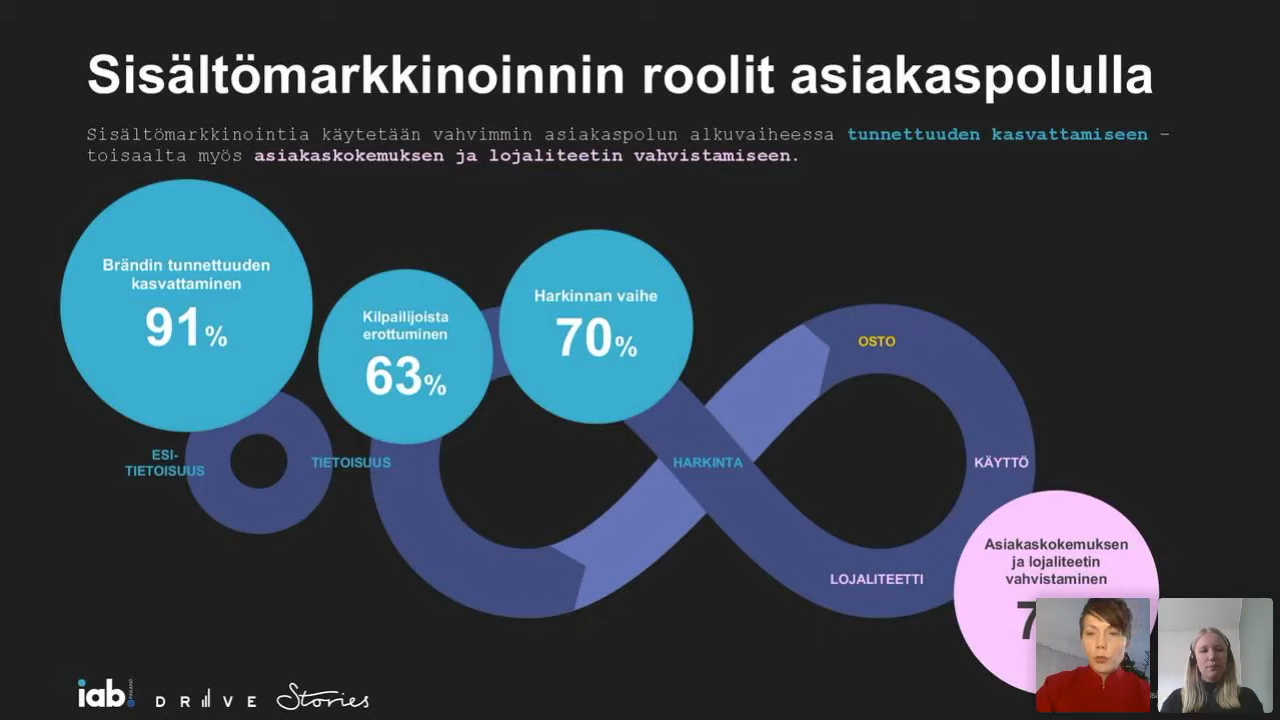 Sisältömarkkinoinnin roolit asiakaspolulla
Sisältömarkkinointia käytetään vahvimmin asiakaspolun alkuvaiheessa tunnettuuden kasvattamiseen –
toisaalta myös asiakaskokemuksen ja lojaliteetin vahvistamiseen.
Brändin tunnettuuden
kasvattaminen
91%
Kilpailijoista
erottuminen
63%
Harkinnan vaihe
70%
OSTO
ESI-
TIETOISUUS
TIETOISUUS
HARKINTA
KÄYTTÖ
LOJALITEETTI
Asiakaskokemuksen
ja lojaliteetin
vahvistaminen
7
iab
FINLAND
DRIVE
Stories